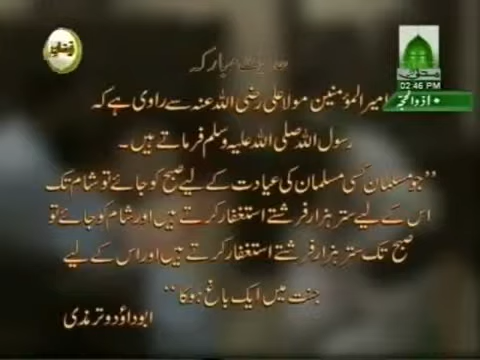 حدیث مبارکہ
امیر المؤمنین مولا علی رضی اللہ عنہ سے راوی ہے کہ
رسول اللہ صلی اللہ علیہ وسلم فرماتے ہیں۔
”جو مسلمان کسی مسلمان کی عیادت کے لیے صبح کو جائے تو شام تک
اس کے لیے ستر ہزار فرشتے استغفار کرتے ہیں اور شام کو جائے تو
صبح تک ستر ہزار فرشتے استغفار کرتے ہیں اور اس کے لیے
جنت میں ایک باغ ہوگا“
ابوداؤد و ترمذی
02:46 PM